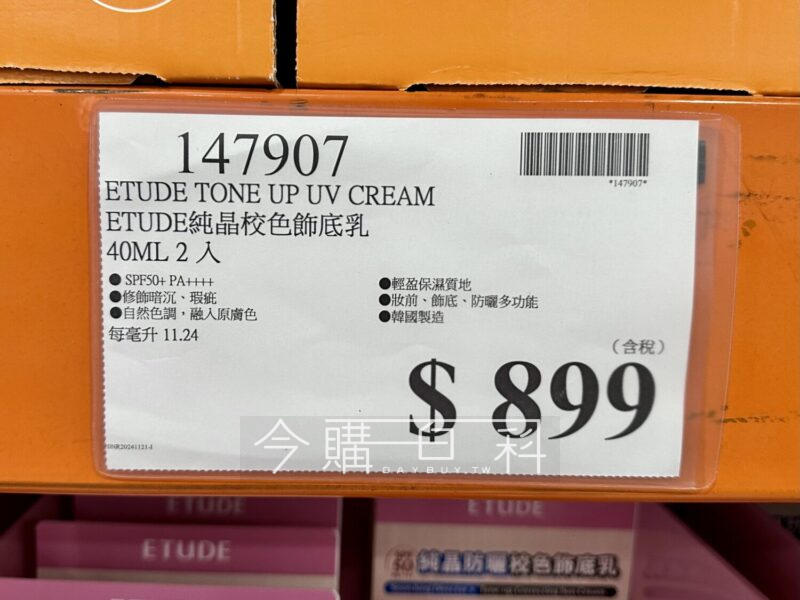 147907
*147907*
ETUDE TONE UP UV CREAM
ETUDE純晶校色飾底乳
40ML 2 入
●SPF50+ PA++++
●修飾暗沉、瑕疵
●自然色調，融入原膚色
每毫升 11.24
●輕盈保濕質地
●妝前、飾底、防曬多功能
●韓國製造
（含稅）
$ 899
今購百科
DAYBUY.TW
ETUDE
ETUDE
ETUDE
純晶防曬校色飾底乳